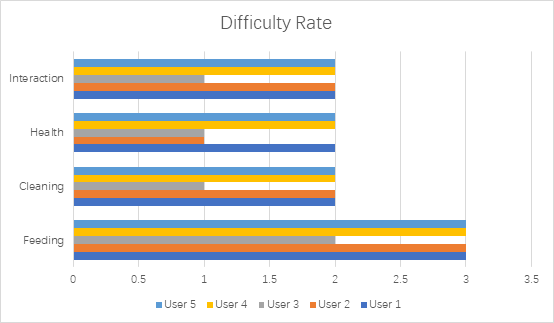 Difficulty Rate
Interaction
Health
Cleaning
Feeding
0 0.5 1 1.5 2 2.5 3 3.5
User 5 User 4 User 3 User 2 User 1